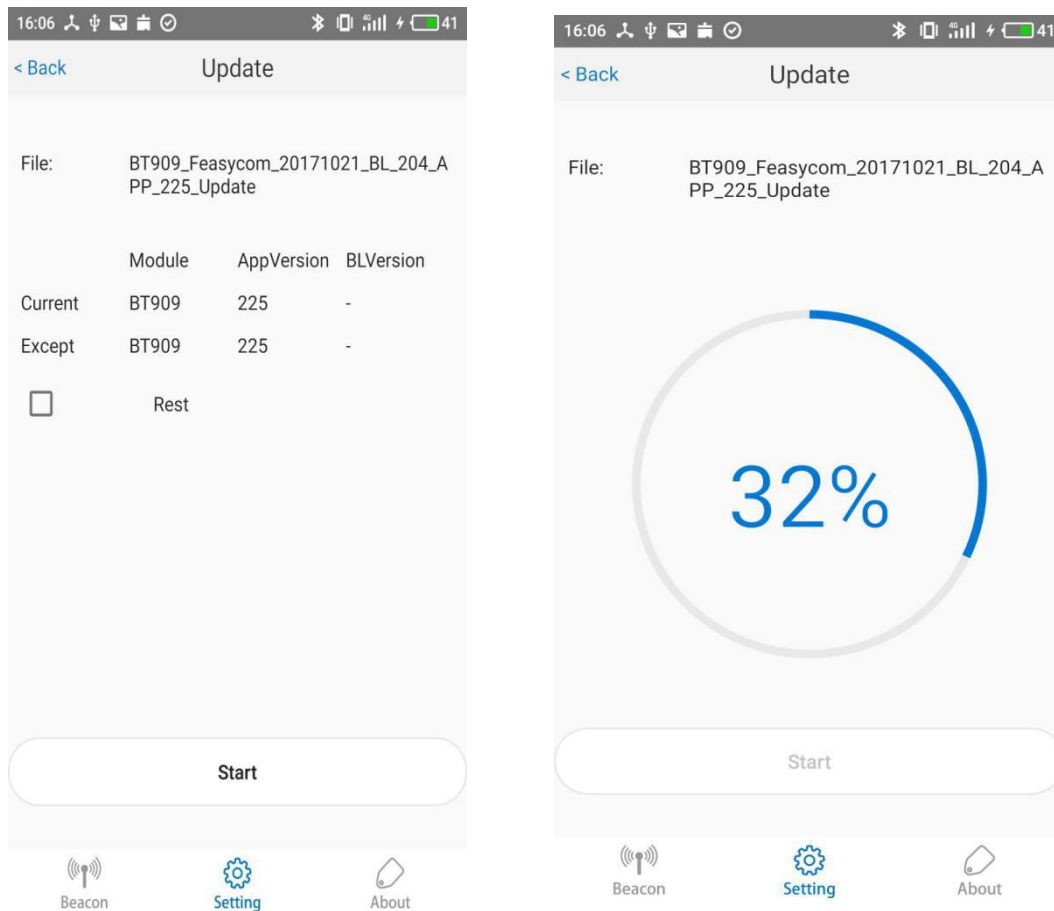 16:06 41
< Back Update
File: BT909_Feasycom_20171021_BL_204_A
PP_225_Update
Module AppVersion BLVersion
Current BT909 225 -
Except BT909 225 -
Rest
Start
Beacon Setting About
16:06 4G 41
< Back Update
File: BT909_Feasycom_20171021_BL_204_A
PP_225_Update
32%
Start
Beacon Setting About